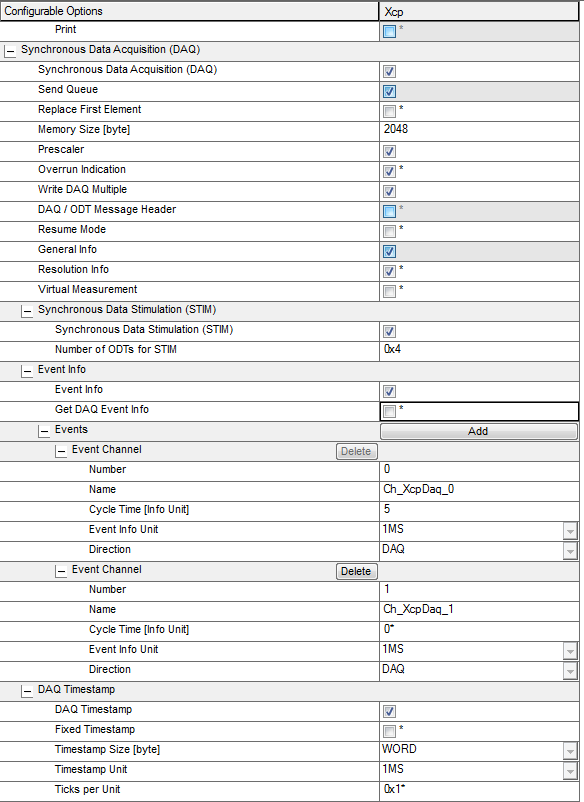 Configurable Options Xcp
Print *
Synchronous Data Acquisition (DAQ)
Synchronous Data Acquisition (DAQ)
Send Queue
Replace First Element *
Memory Size [byte] 2048
Prescaler
Overrun Indication *
Write DAQ Multiple
DAQ / ODT Message Header *
Resume Mode *
General Info
Resolution Info *
Virtual Measurement *
Synchronous Data Stimulation (STIM)
Synchronous Data Stimulation (STIM)
Number of ODTs for STIM 0x4
Event Info
Event Info
Get DAQ Event Info *
Events Add
Event Channel Delete
Number 0
Name Ch_XcpDaq_0
Cycle Time [Info Unit] 5
Event Info Unit 1MS
Direction DAQ
Event Channel Delete
Number 1
Name Ch_XcpDaq_1
Cycle Time [Info Unit] 0*
Event Info Unit 1MS
Direction DAQ
DAQ Timestamp
DAQ Timestamp
Fixed Timestamp *
Timestamp Size [byte] WORD
Timestamp Unit 1MS
Ticks per Unit 0x1*